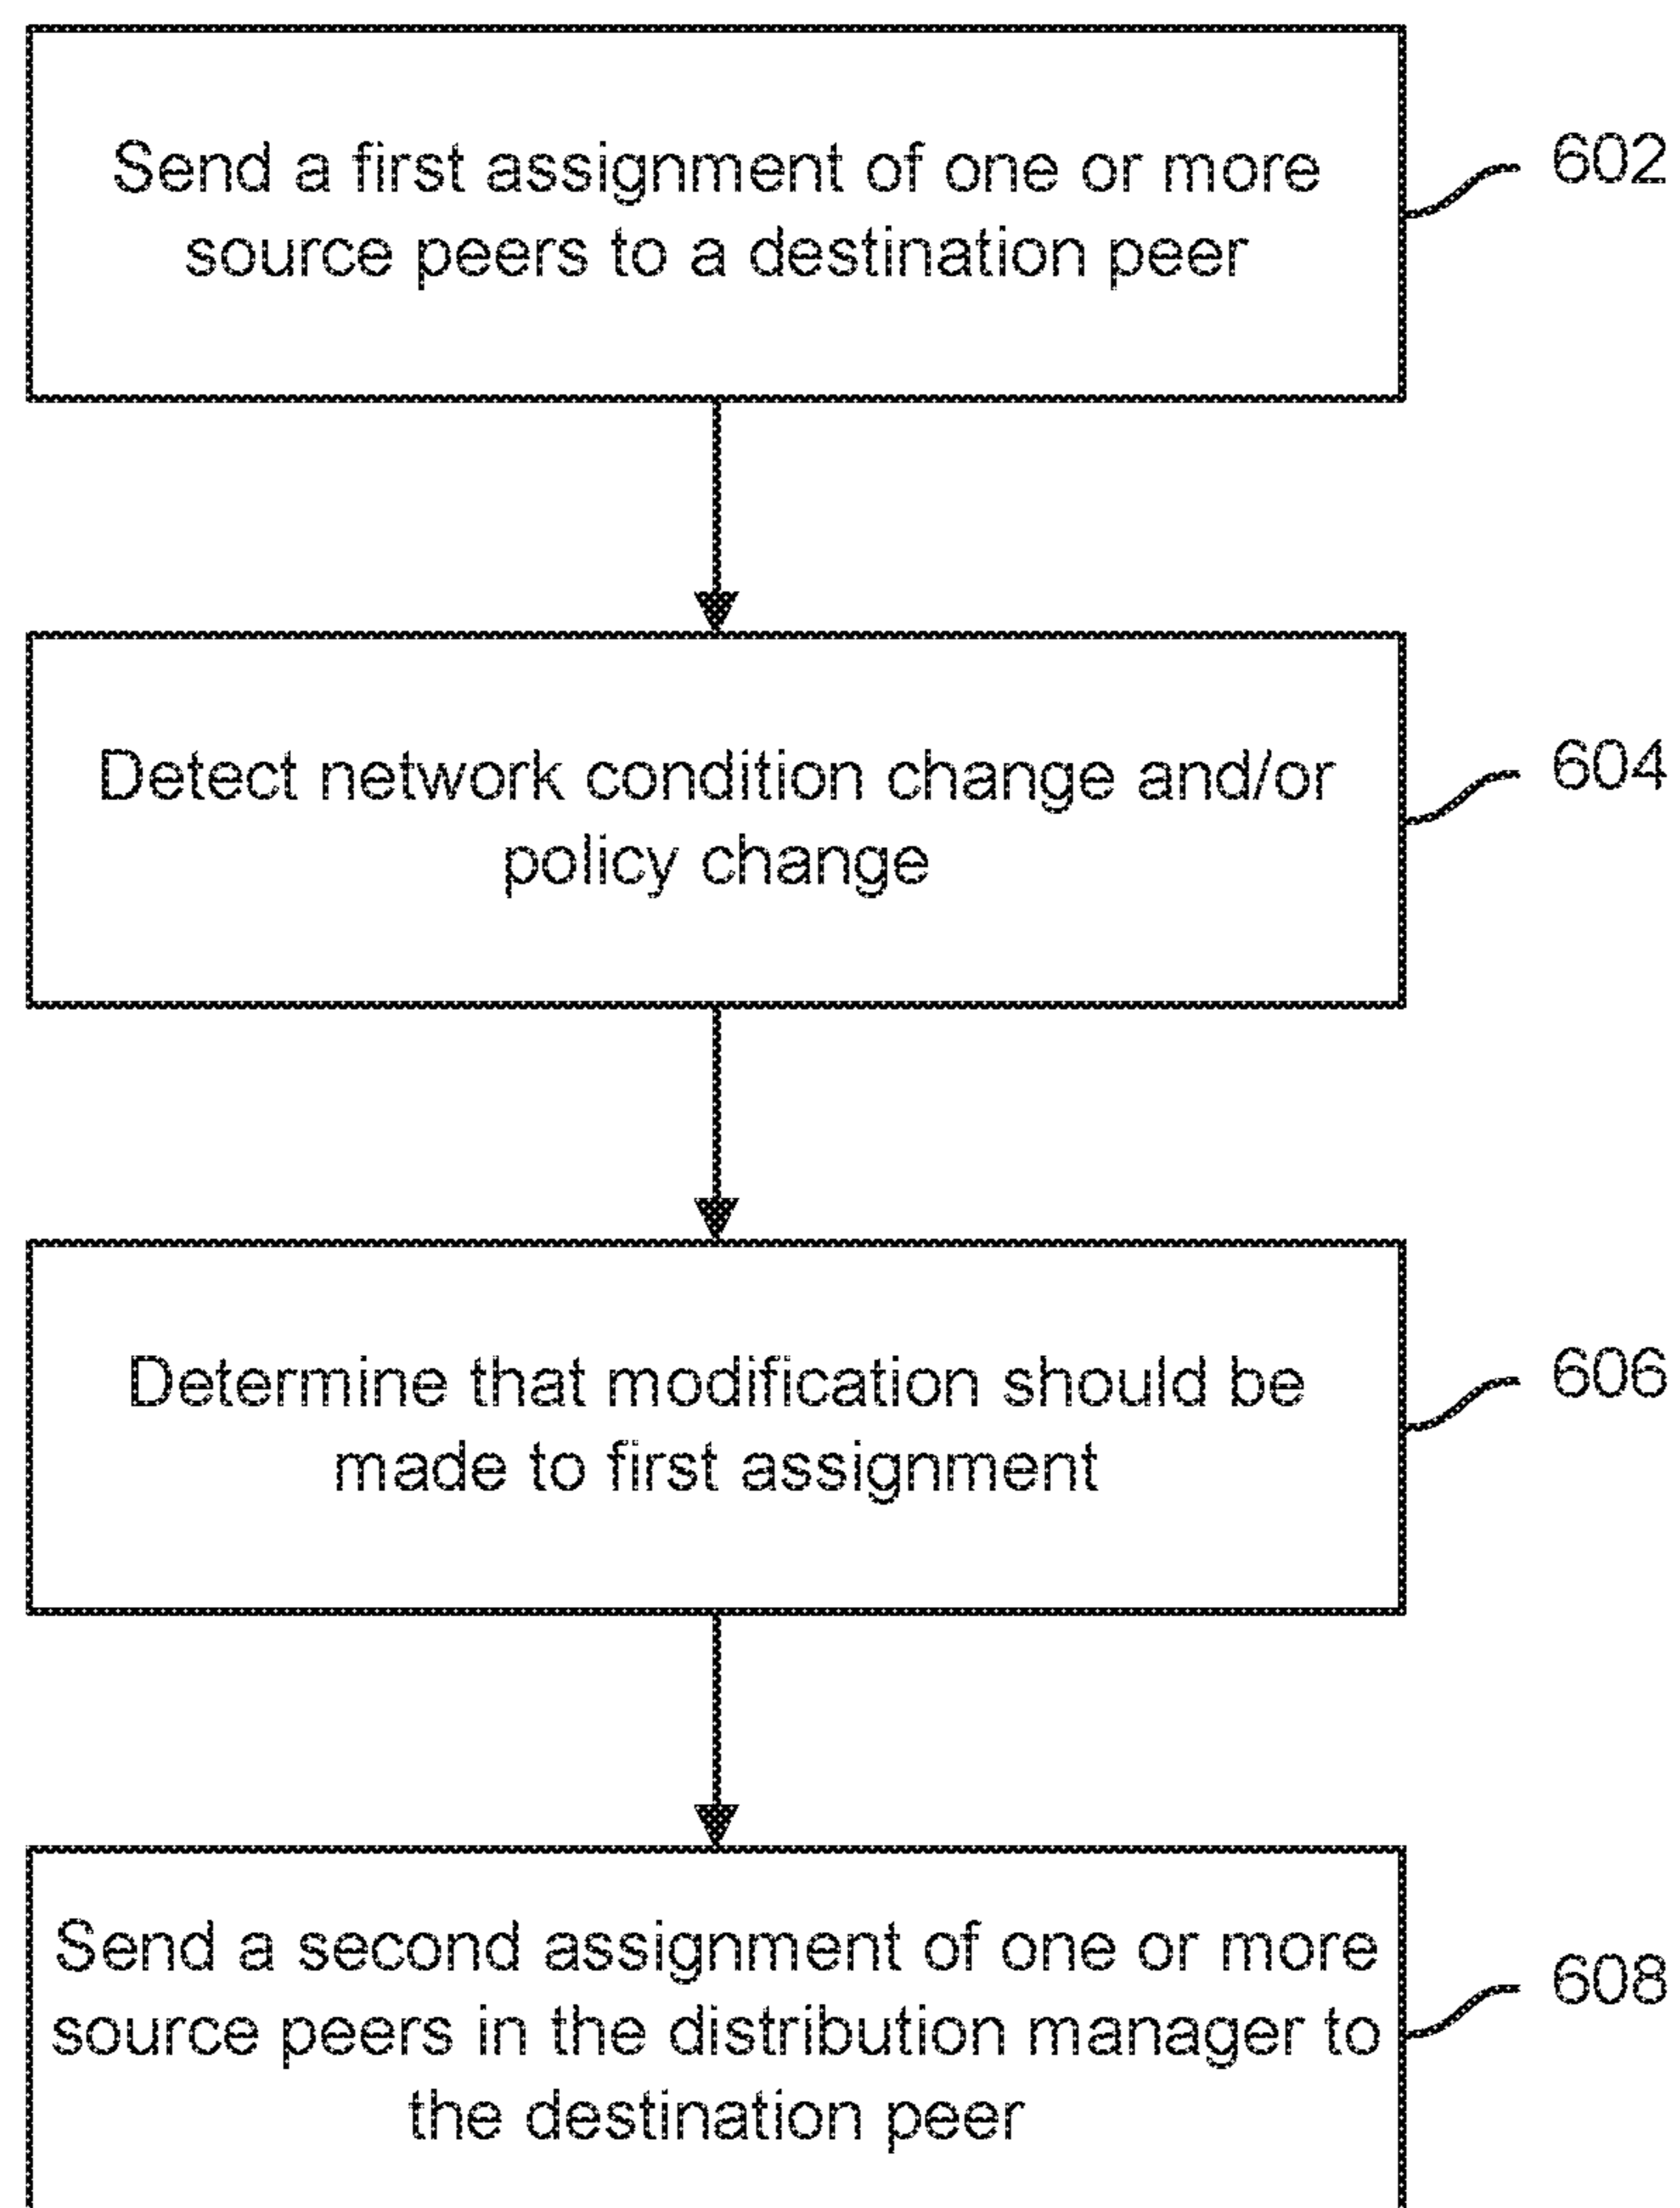 Send a first assignment of one or more
source peers to a destination peer
602
Detect network condition change and/or
policy change
604
Determine that modification should be
made to first assignment
606
Send a second assignment of one or more
source peers in the distribution manager to
the destination peer
608